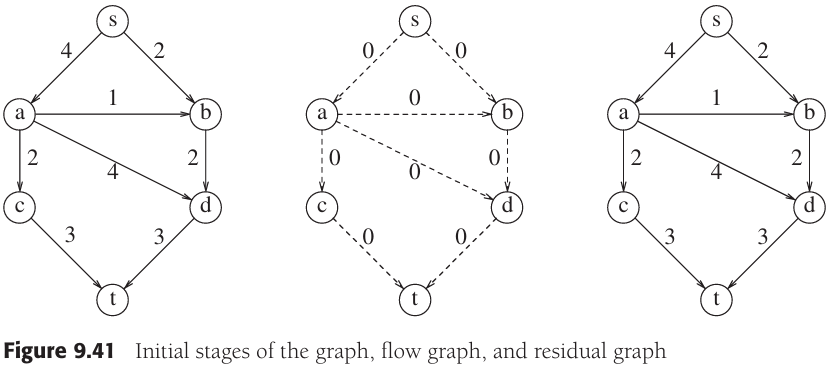 s s s
4 2 0 0 4 2
a 1 b a 0 b a 1 b
2 4 2 0 0 0 2 4 2
c d c d c d
3 3 0 0 3 3
t t t
Figure 9.41 Initial stages of the graph, flow graph, and residual graph